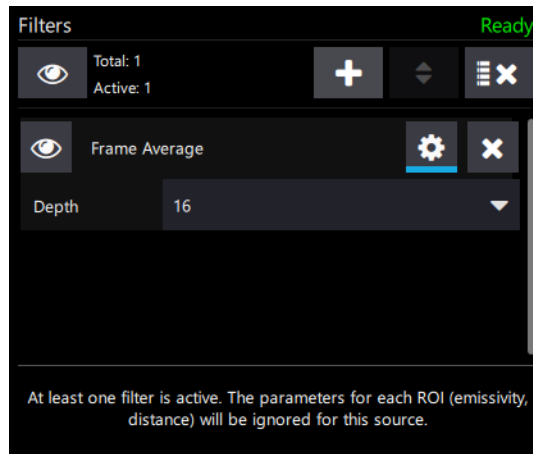 Filters
Ready
Total: 1
Active: 1
Frame Average
Depth
16
At least one filter is active. The parameters for each ROI (emissivity,
distance) will be ignored for this source.